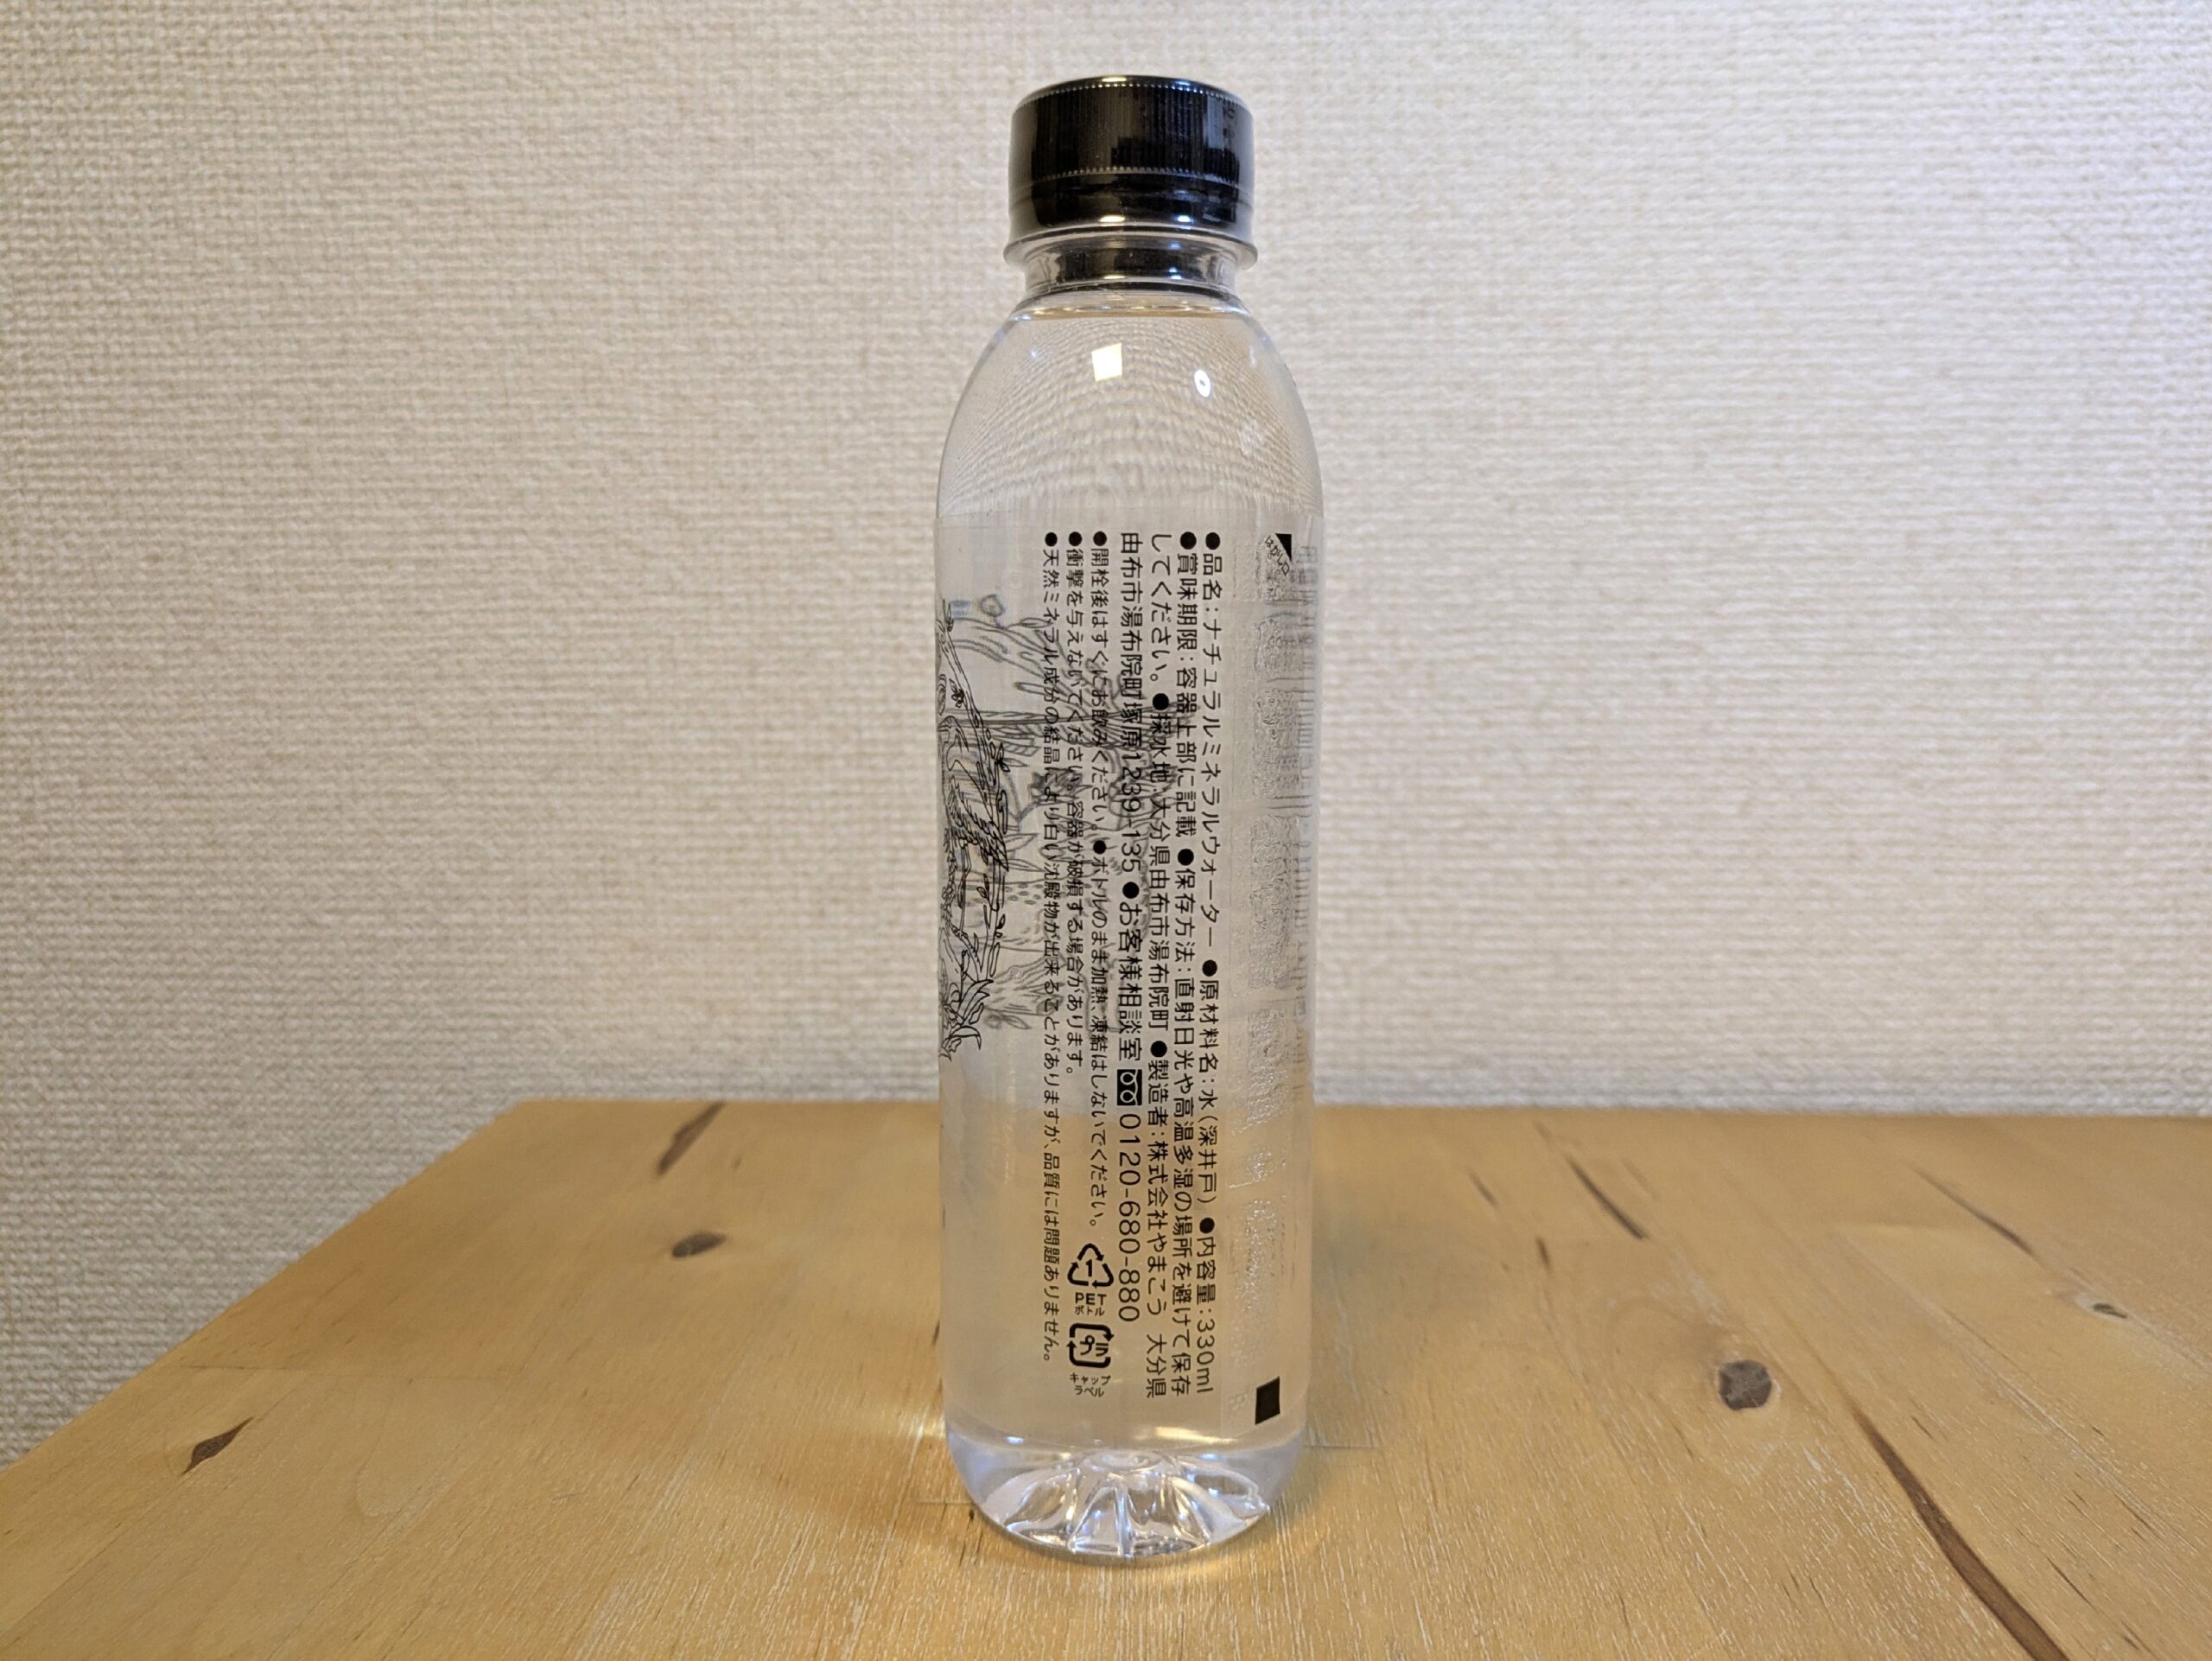 はがしロ
●品名:ナチュラルミネラルウォーター ●原材料名:水(深井戸) ●内容量:330ml
●賞味期限:容器上部に記載 ●保存方法:直射日光や高温多湿の場所を避けて保存
してください。●採水地:大分県由布市湯布院町 ●製造者:株式会社やまこう 大分県
由布市湯布院町塚原1239-135 ●お客様相談室 0120-680-880
●開栓後はすぐにお飲みください。●ボトルのまま加熱、凍結はしないでください。
●衝撃を与えないでください。容器が破損する場合があります。
●天然ミネラル成分の結晶により白い沈殿物が出来ることがありますが、品質には問題ありません。
1
プラ